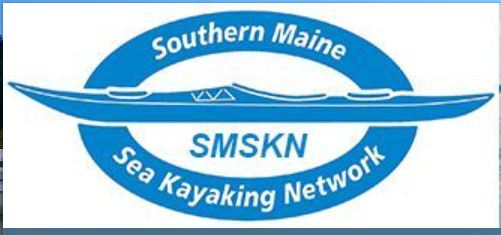 Southern Maine
SMSKN
Sea Kayaking Network